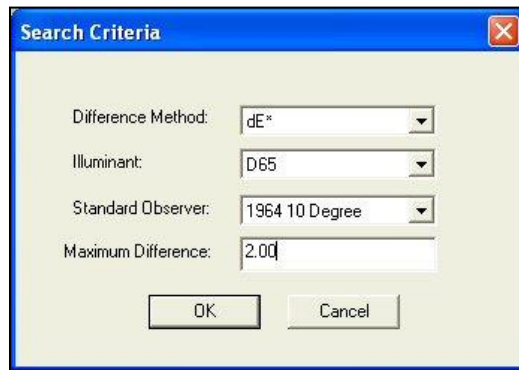 Search Criteria
Difference Method: dE*
Illuminant: D65
Standard Observer: 1964 10 Degree
Maximum Difference: 2.00
OK Cancel